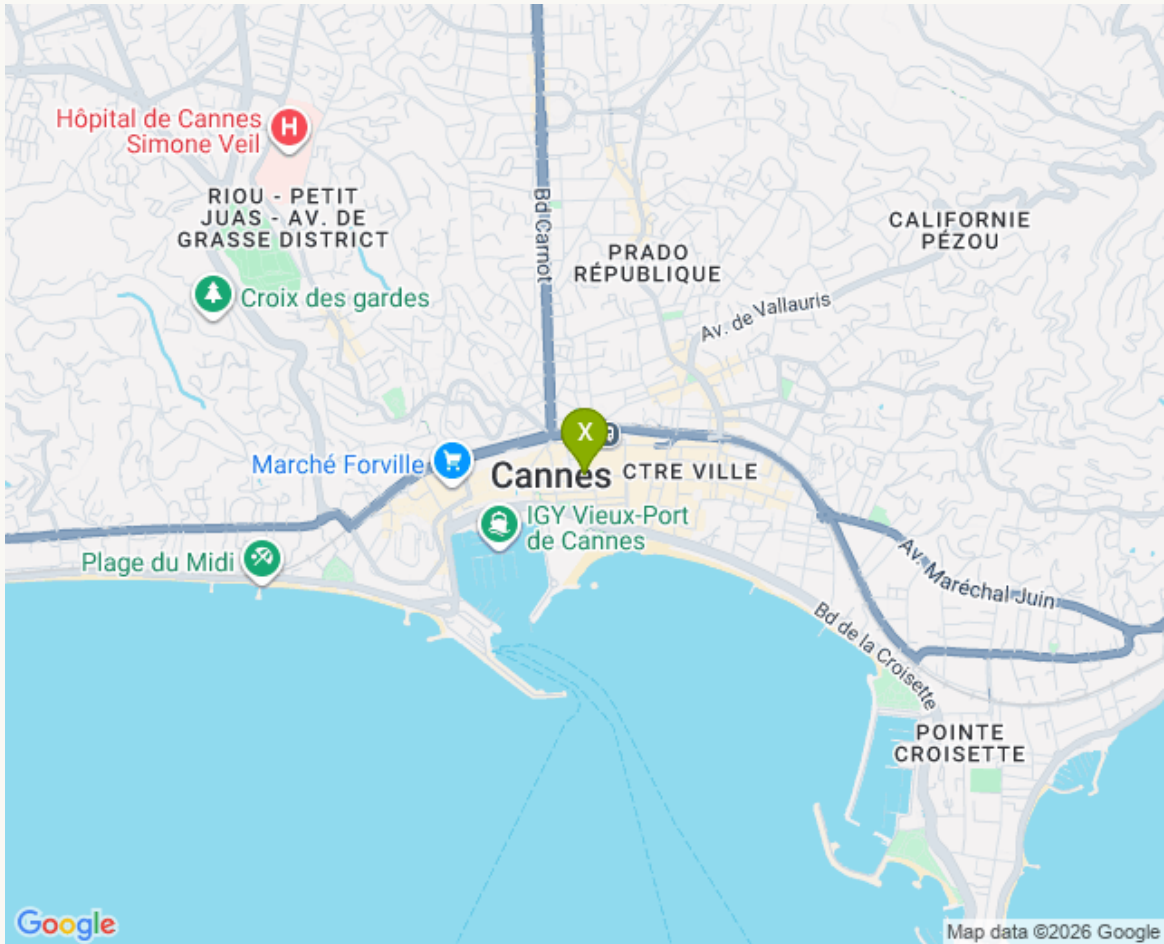 Hôpital de Cannes
Simone Veil
H
RIOU - PETIT
JUAS - AV. DE
GRASSE DISTRICT
Bd Carnot
CALIFORNIE
PÉZOU
PRADO
RÉPUBLIQUE
Croix des gardes
Av. de Vallauris
X
Marché Forville
Cannes
CTRE VILLE
IGY Vieux-Port
de Cannes
Plage du Midi
Av. Maréchal Juin
Bd de la Croisette
POINTE
CROISETTE
Google
Map data ©2026 Google